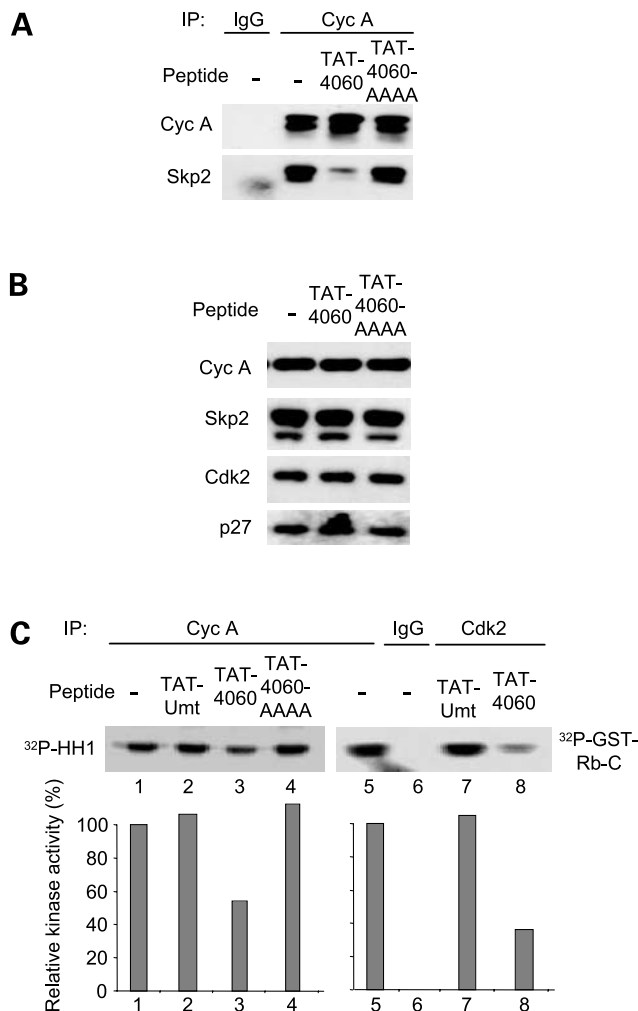 A
IP: IgG Cyc A
Peptide - - TAT-4060 TAT-4060-AAAA
Cyc A
Skp2
B
Peptide - TAT-4060 TAT-4060-AAAA
Cyc A
Skp2
Cdk2
p27
C
IP: Cyc A IgG Cdk2
Peptide - TAT-Umt TAT-4060 TAT-4060-AAAA - - TAT-Umt TAT-4060
32P-HH1 32P-GST-Rb-C
1 2 3 4 5 6 7 8
Relative kinase activity (%)
100
80
60
40
20
0
1 2 3 4 5 6 7 8